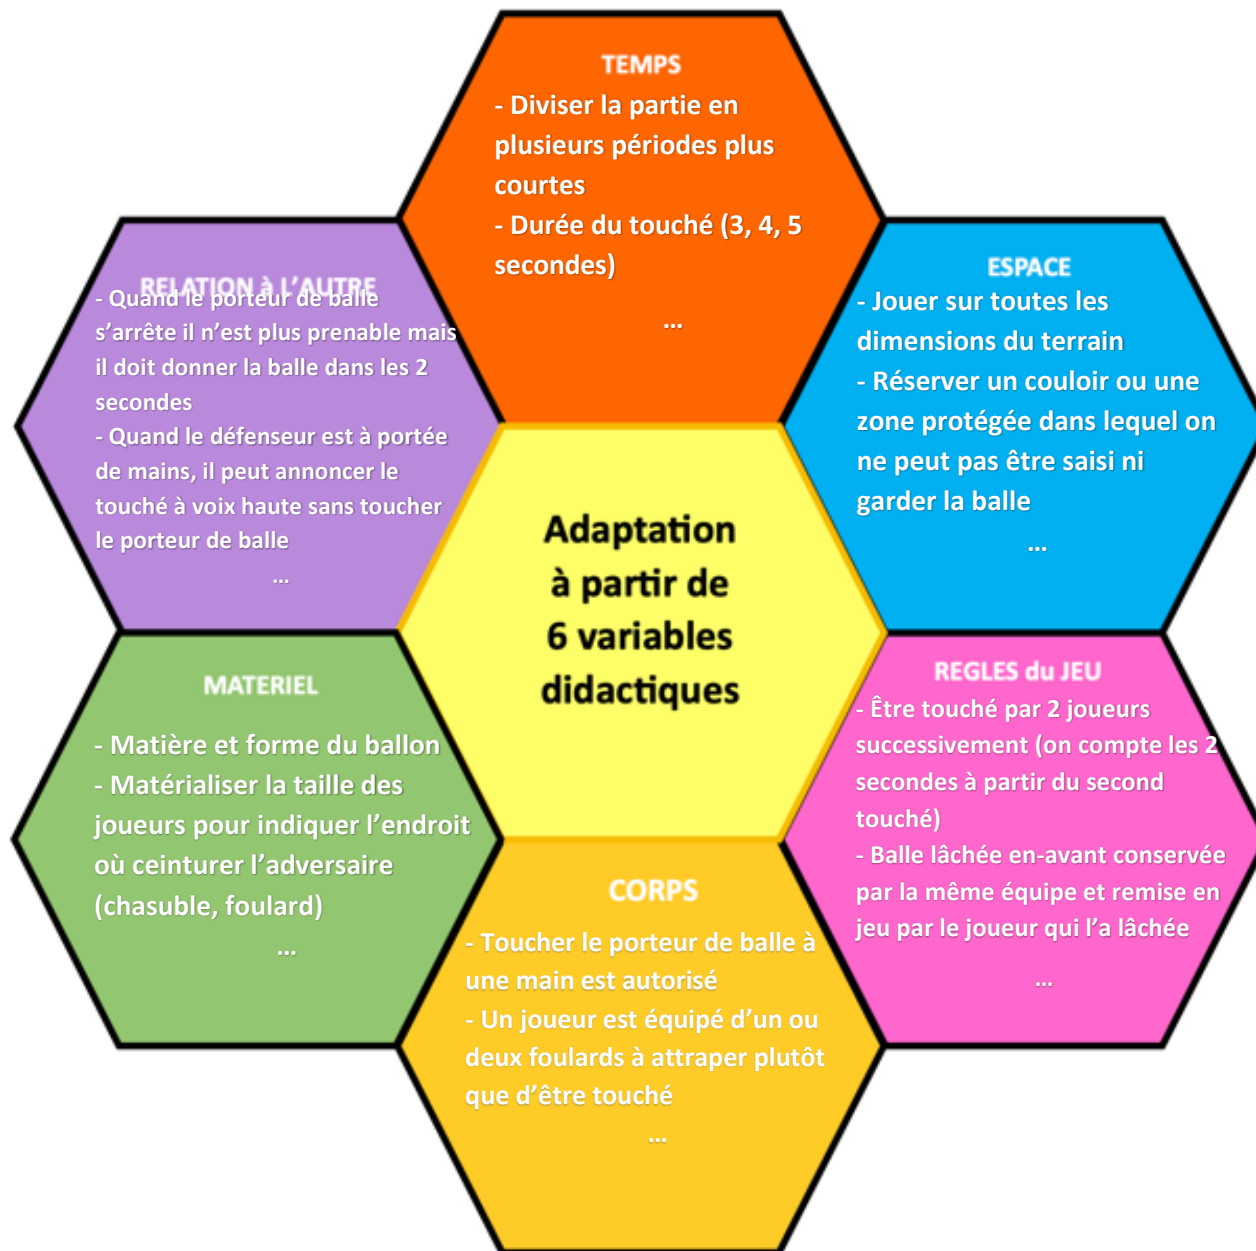 TEMPS
- Diviser la partie en
plusieurs périodes plus
courtes
- Durée du touché (3, 4, 5
secondes)
...
RELATION à L'AUTRE
- Quand le porteur de balle
s'arrête il n'est plus prenable mais
il doit donner la balle dans les 2
secondes
- Quand le défenseur est à portée
de mains, il peut annoncer le
touché à voix haute sans toucher
le porteur de balle
...
ESPACE
- Jouer sur toutes les
dimensions du terrain
- Réserver un couloir ou une
zone protégée dans lequel on
ne peut pas être saisi ni
garder la balle
...
Adaptation
à partir de
6 variables
didactiques
MATERIEL
- Matière et forme du ballon
- Matérialiser la taille des
joueurs pour indiquer l'endroit
où ceinturer l'adversaire
(chasuble, foulard)
...
REGLES du JEU
- Être touché par 2 joueurs
successivement (on compte les 2
secondes à partir du second
touché)
- Balle lâchée en-avant conservée
par la même équipe et remise en
jeu par le joueur qui l'a lâchée
...
CORPS
- Toucher le porteur de balle à
une main est autorisé
- Un joueur est équipé d'un ou
deux foulards à attraper plutôt
que d'être touché
...